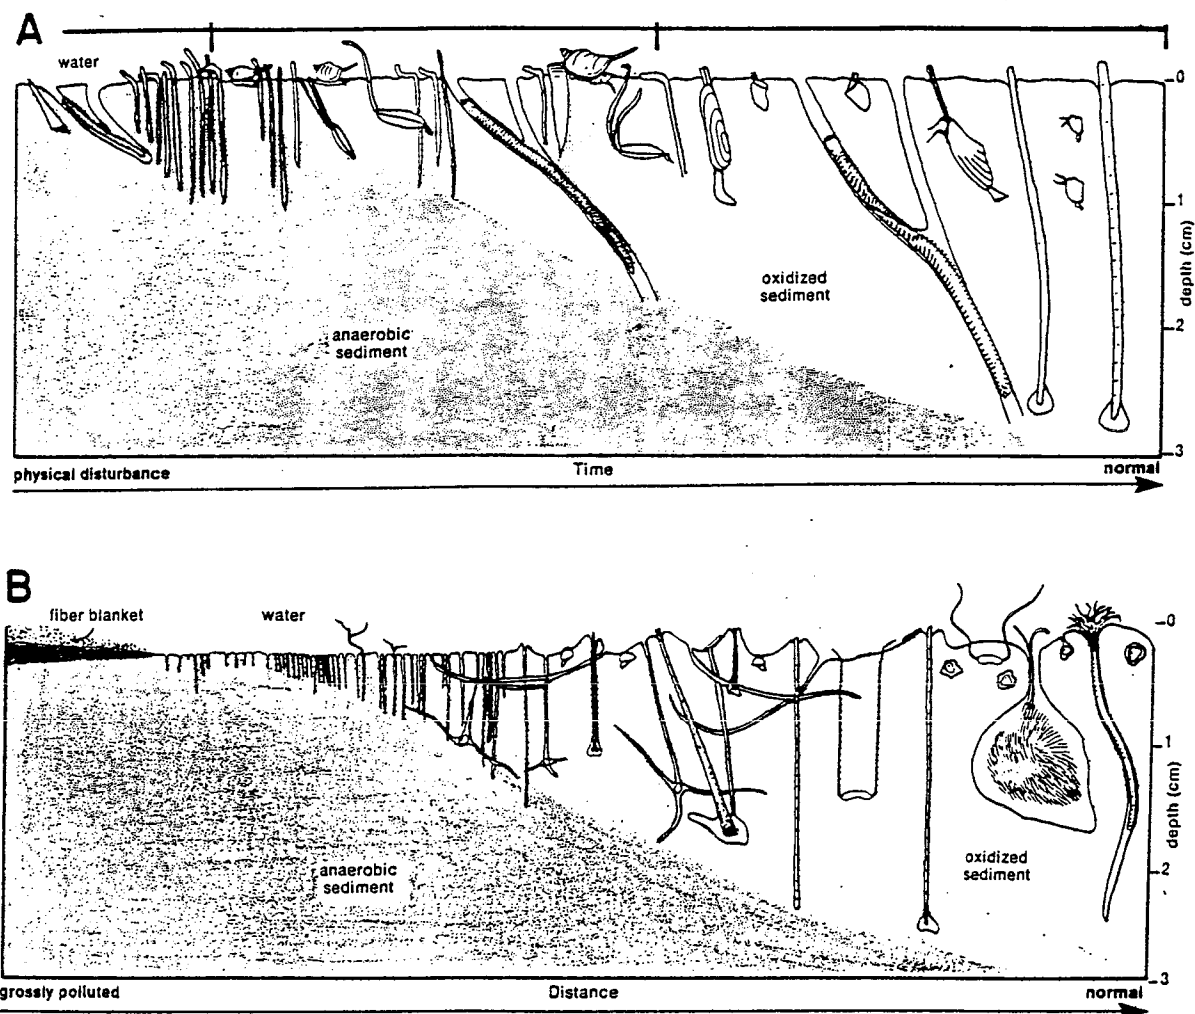 A
water
0
1
2
3
depth (cm)
oxidized
sediment
anaerobic
sediment
physical disturbance
Time
normal
B
fiber blanket
water
0
1
2
3
depth (cm)
oxidized
sediment
anaerobic
sediment
grossly polluted
Distance
normal